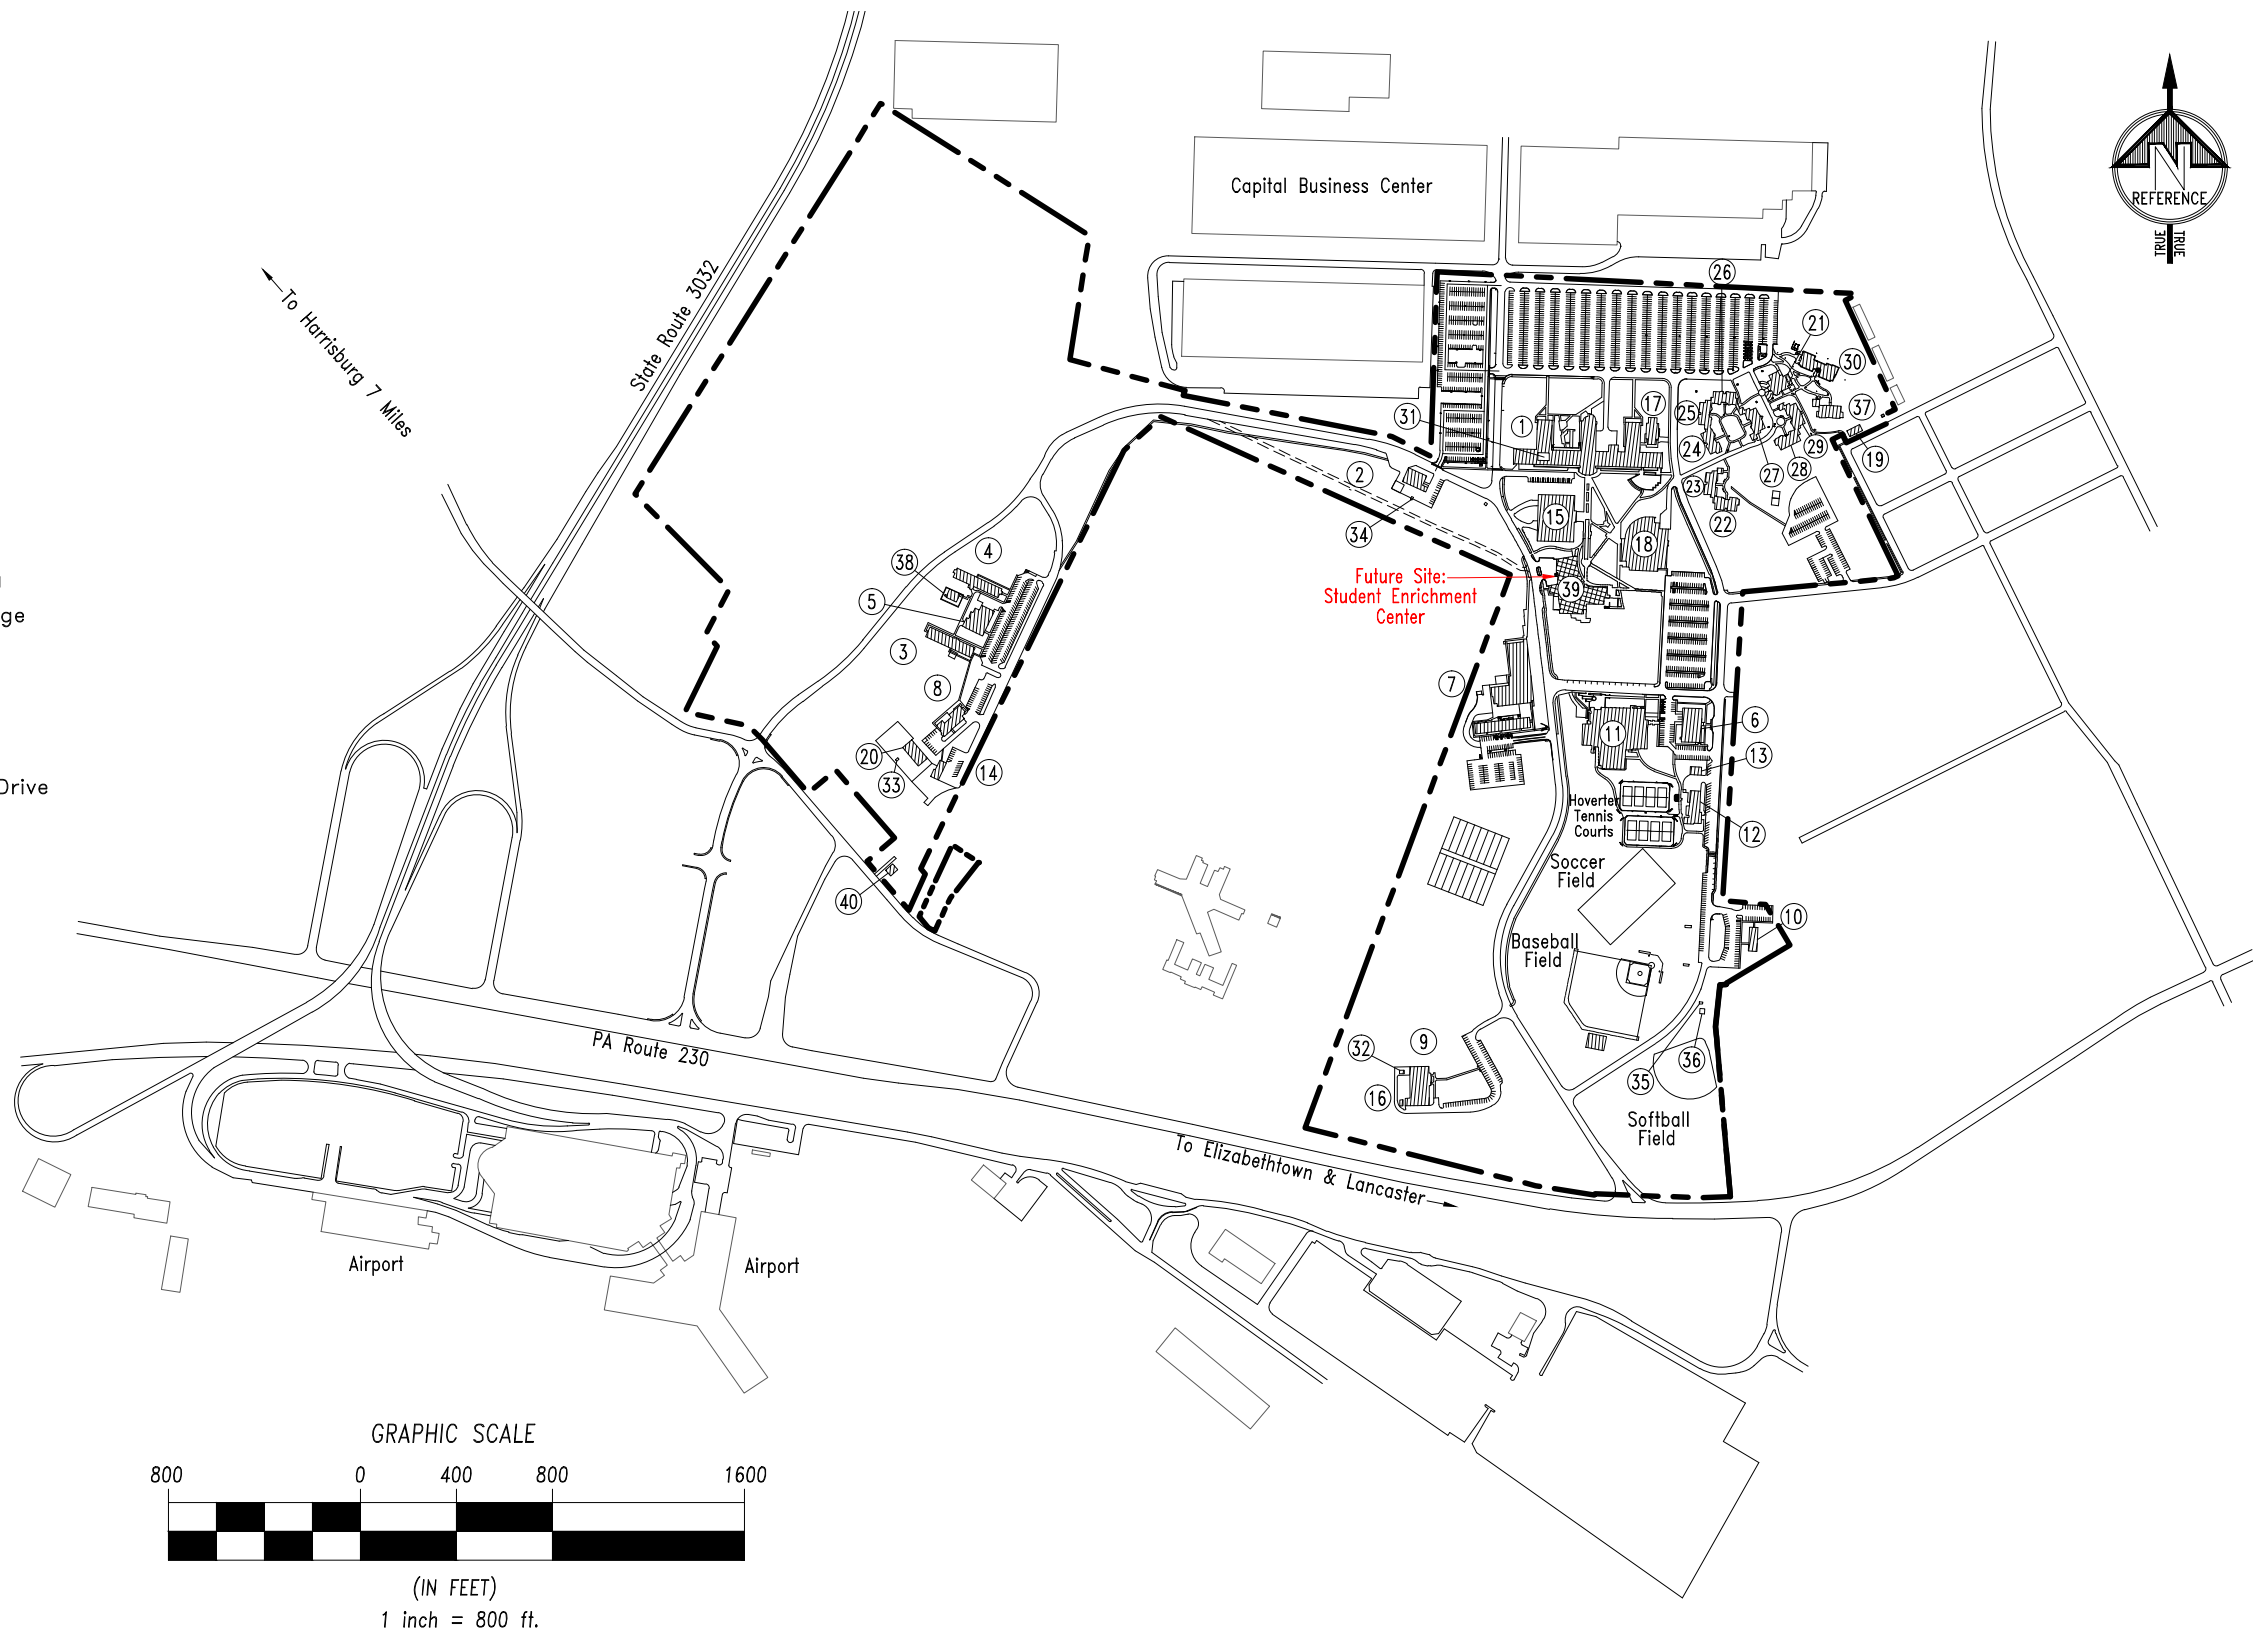 Capital Business Center
REFERENCE
TRUE
TRUE
State Route 3032
To Harrisburg 7 Miles
26
21
30
37
17
25
31
1
24
29
28
27
19
2
23
22
34
15
18
4
38
5
3
8
Future Site:
Student Enrichment
Center
39
ge
7
6
11
13
20
33
14
Drive
Hoverter
Tennis
Courts
12
Soccer
Field
40
10
Baseball
Field
PA Route 230
32
9
36
35
16
Softball
Field
To Elizabethtown & Lancaster
Airport
Airport
GRAPHIC SCALE
800 0 400 800 1600
(IN FEET)
1 inch = 800 ft.